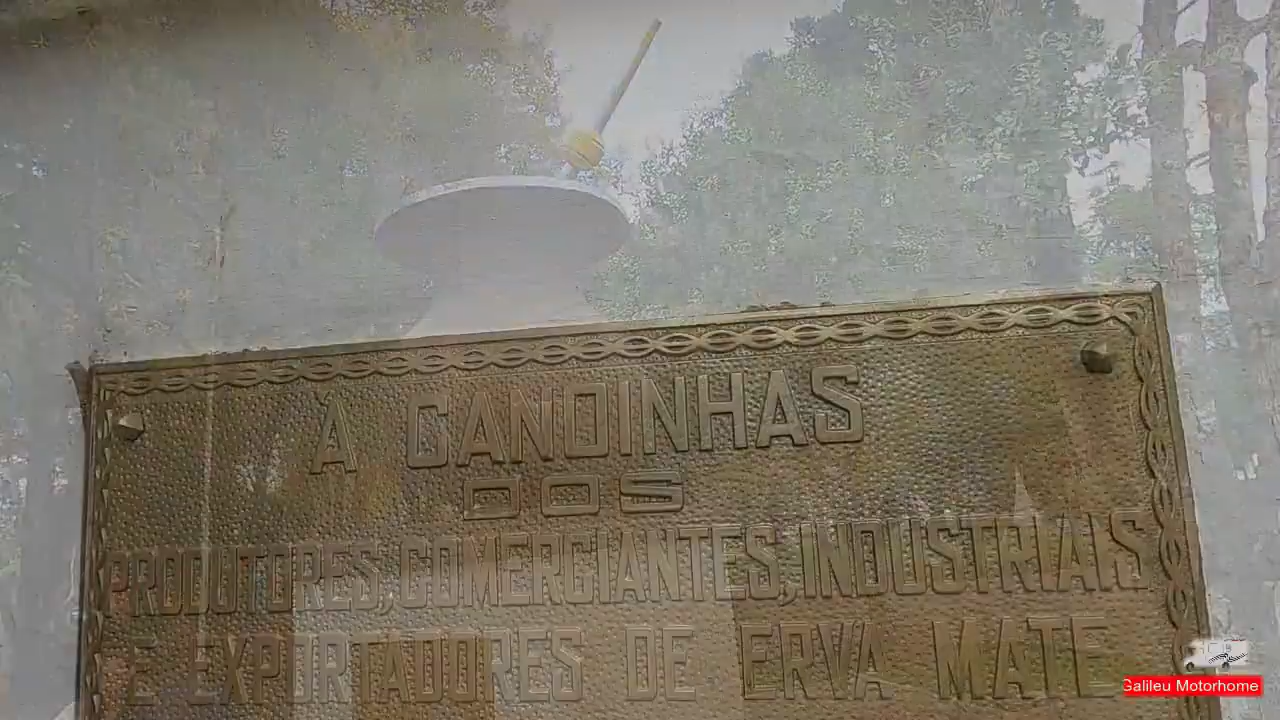 À CANOINHAS
DOS
PRODUTORES, COMERCIANTES, INDUSTRIAIS
E EXPORTADORES DE ERVA MATE
Galileu Motorhome